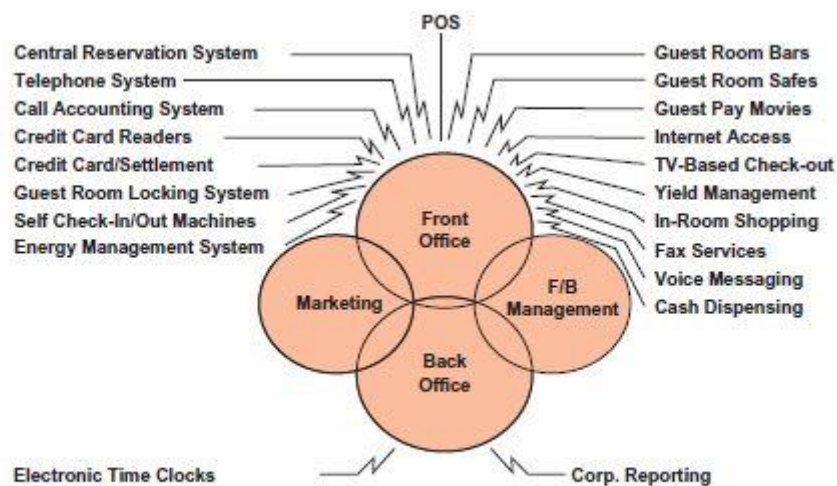 POS
Central Reservation System
Telephone System
Call Accounting System
Credit Card Readers
Credit Card/Settlement
Guest Room Locking System
Self Check-In/Out Machines
Energy Management System
Guest Room Bars
Guest Room Safes
Guest Pay Movies
Internet Access
TV-Based Check-out
Yield Management
In-Room Shopping
Fax Services
Voice Messaging
Cash Dispensing
Front
Office
Marketing
F/B
Management
Back
Office
Electronic Time Clocks
Corp. Reporting